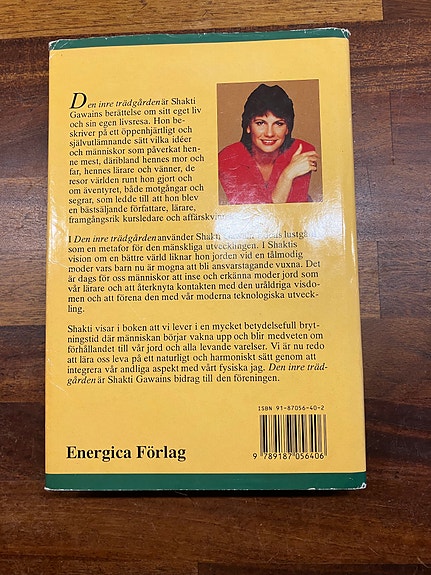 Den inre trädgården är Shakti
Gawains berättelse om sitt eget liv
och sin egen livsresa. Hon be-
skriver på ett öppenhjärtligt och
självutlämnande sätt vilka idéer
och människor som påverkat hen-
ne mest, däribland hennes mor och
far, hennes lärare och vänner, de
resor världen runt hon gjort och
om äventyret, både motgångar och
segrar, som ledde till att hon blev
en bästsäljande författare, lärare,
framgångsrik kursledare och affärskvinna.
I Den inre trädgården använder Shakti lustgård
som en metafor för den mänskliga utvecklingen. I Shaktis
vision om en bättre värld liknar hon jorden vid en tålmodig
moder vars barn nu är mogna att bli ansvarstagande vuxna. Det
är dags för oss människor att inse och erkänna moder jord som
vår lärare och att återknyta kontakten med den uråldriga visdo-
men och att förena den med vår moderna teknologiska utveck-
ling.
Shakti visar i boken att vi lever i en mycket betydelsefull bryt-
ningstid där människan börjar vakna upp och blir medveten om
förhållandet till vår jord och alla levande varelser. Vi är nu redo
att lära oss leva på ett naturligt och harmoniskt sätt genom att
integrera vår andliga aspekt med vårt fysiska jag. Den inre träd-
gården är Shakti Gawains bidrag till den föreningen.
ISBN 91-87056-40-2
Energica Förlag
9 789187 056406